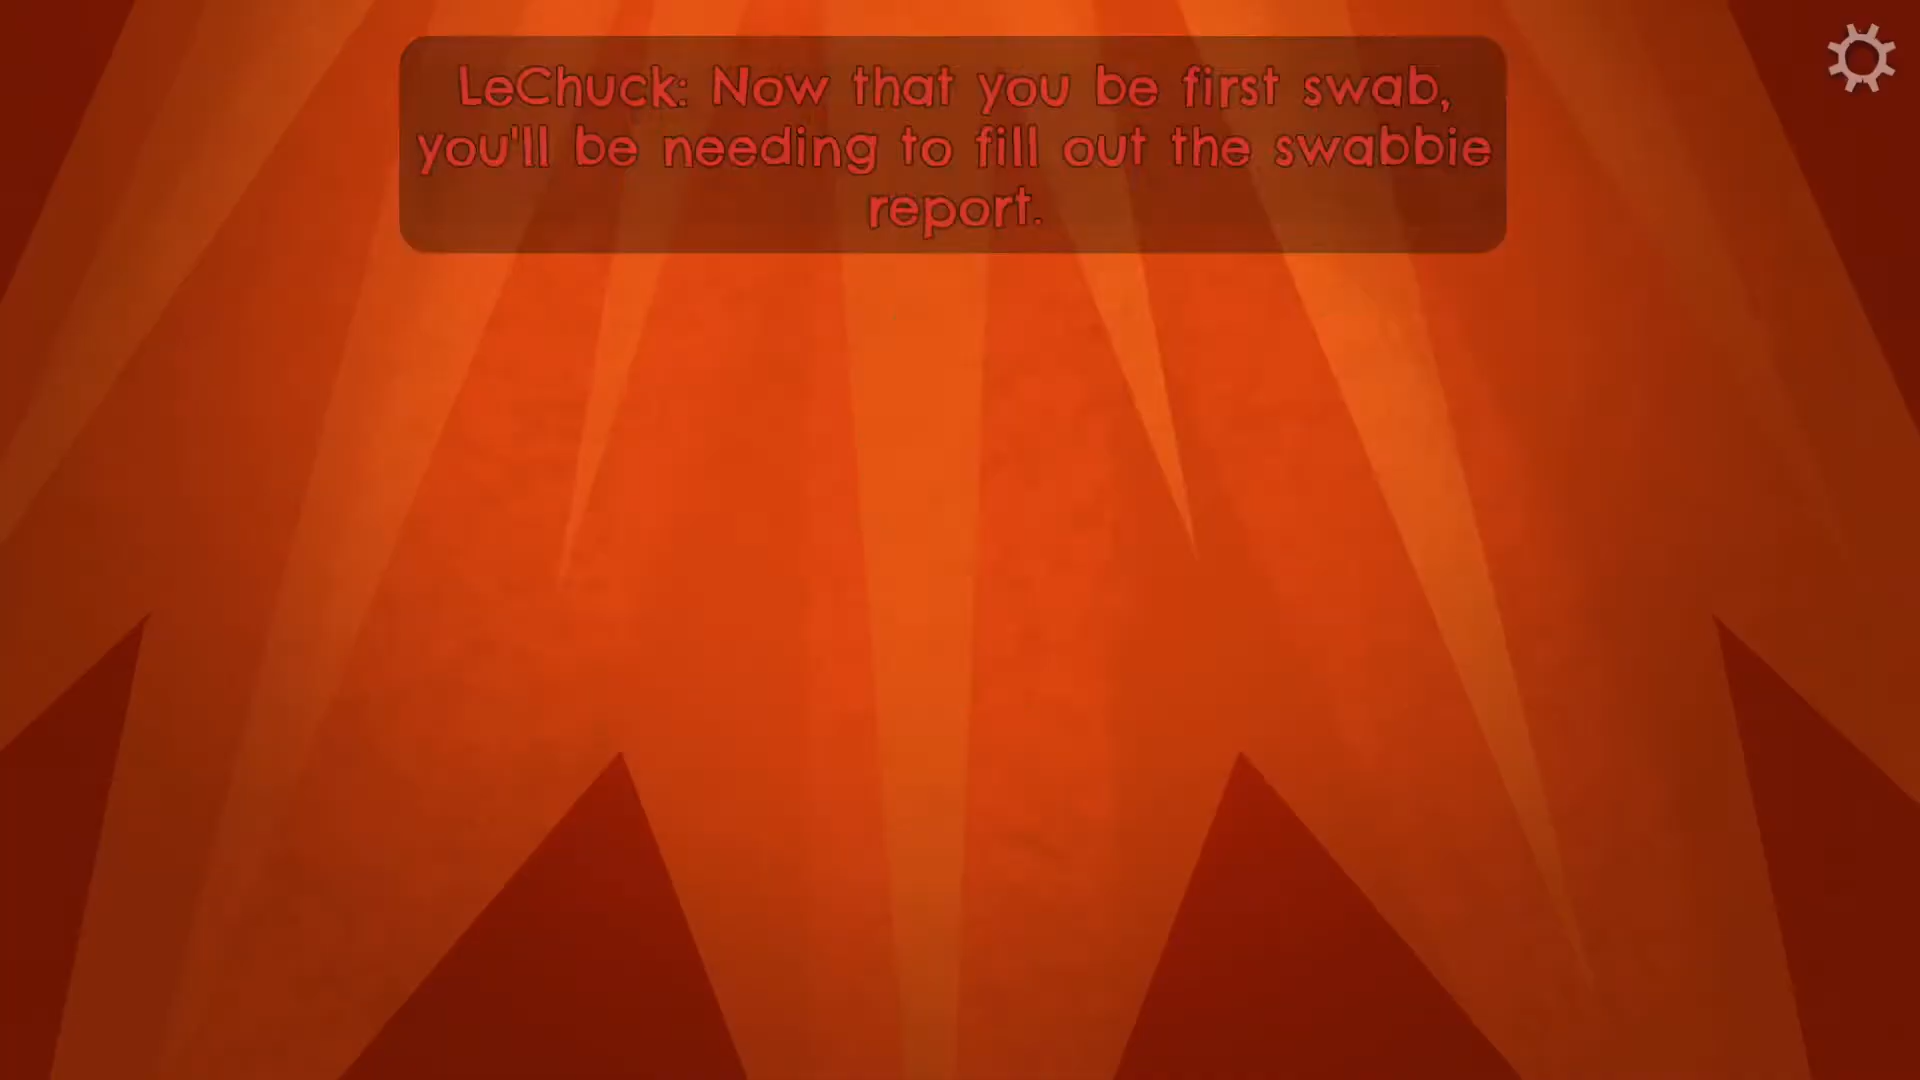 LeChuck: Now that you be first swab,
you'll be needing to fill out the swabbie
report.